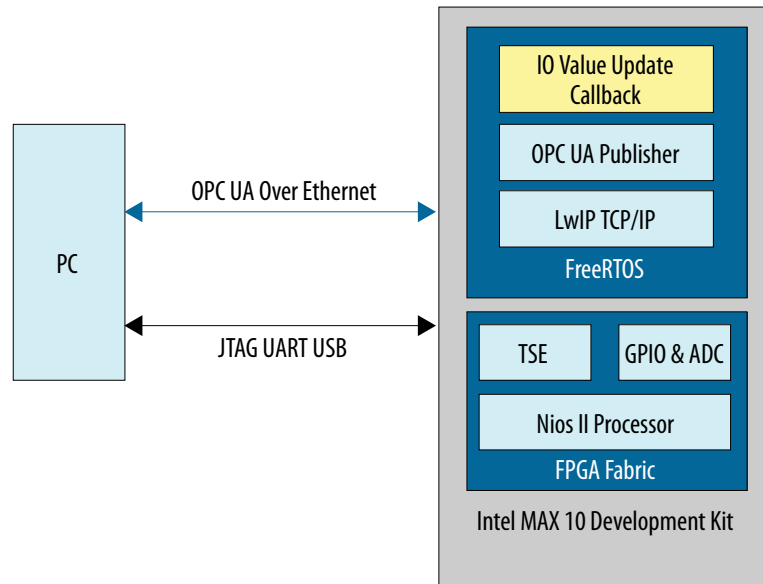 PC
OPC UA Over Ethernet
JTAG UART USB
IO Value Update
Callback
OPC UA Publisher
LwIP TCP/IP
FreeRTOS
TSE
GPIO & ADC
Nios II Processor
FPGA Fabric
Intel MAX 10 Development Kit